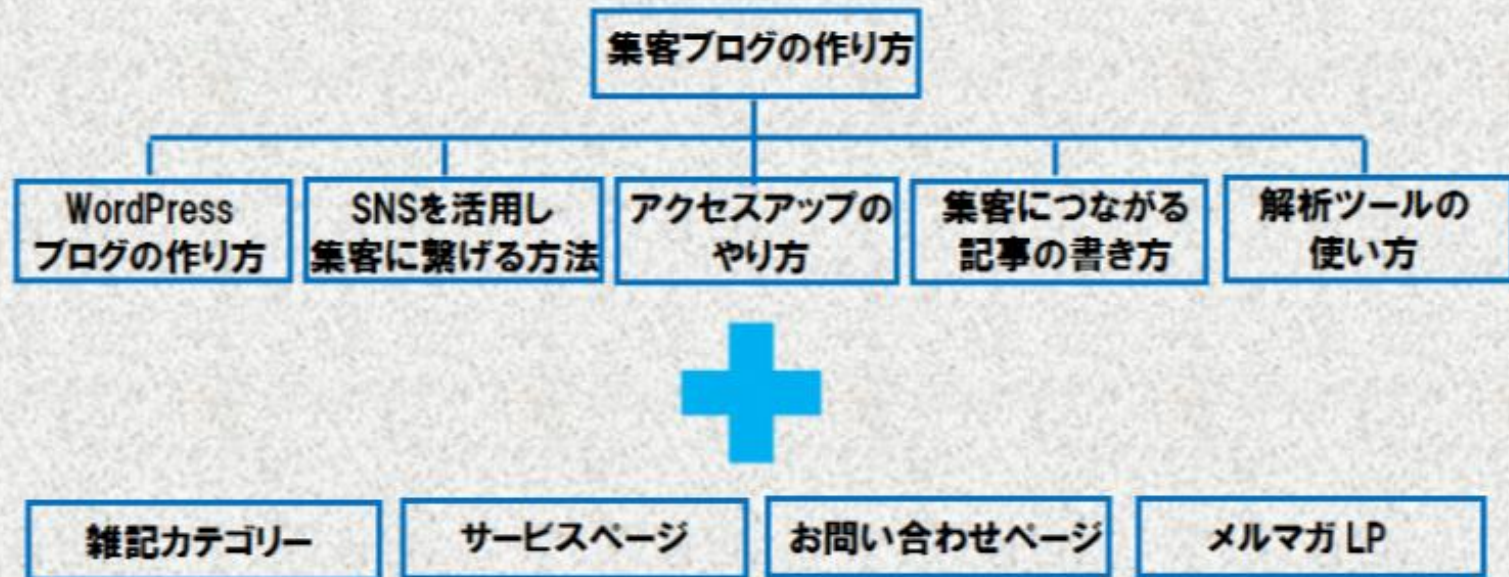 集客ブログの作り方
WordPress
ブログの作り方
SNSを活用し
集客に繋げる方法
アクセスアップの
やり方
集客につながる
記事の書き方
解析ツールの
使い方
雑記カテゴリー
サービスページ
お問い合わせページ
メルマガ LP